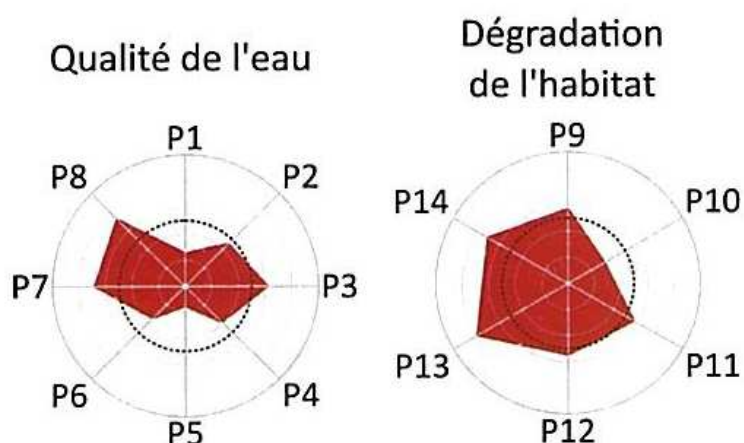 Qualité de l'eau
P1
P2
P3
P4
P5
P6
P7
P8
Dégradation
de l'habitat
P9
P10
P11
P12
P13
P14